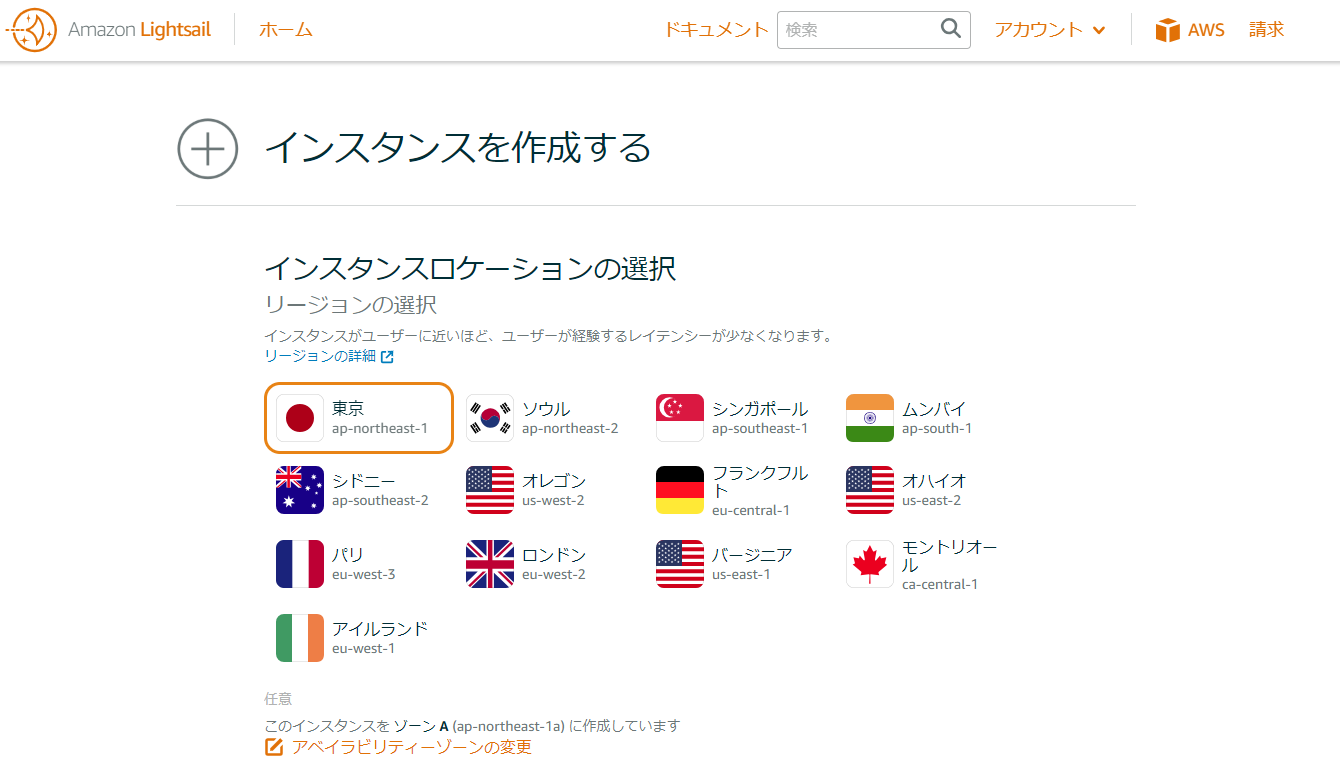 Amazon Lightsail ホーム ドキュメント 検索 アカウント AWS 請求
インスタンスを作成する
インスタンスロケーションの選択
リージョンの選択
インスタンスがユーザーに近いほど、ユーザーが経験するレイテンシーが少なくなります。
リージョンの詳細
東京
ap-northeast-1
ソウル
ap-northeast-2
シンガポール
ap-southeast-1
ムンバイ
ap-south-1
シドニー
ap-southeast-2
オレゴン
us-west-2
フランクフル
ト
eu-central-1
オハイオ
us-east-2
パリ
eu-west-3
ロンドン
eu-west-2
バージニア
us-east-1
モントリオー
ル
ca-central-1
アイルランド
eu-west-1
任意
このインスタンスを ゾーン A (ap-northeast-1a) に作成しています
アベイラビリティーゾーンの変更